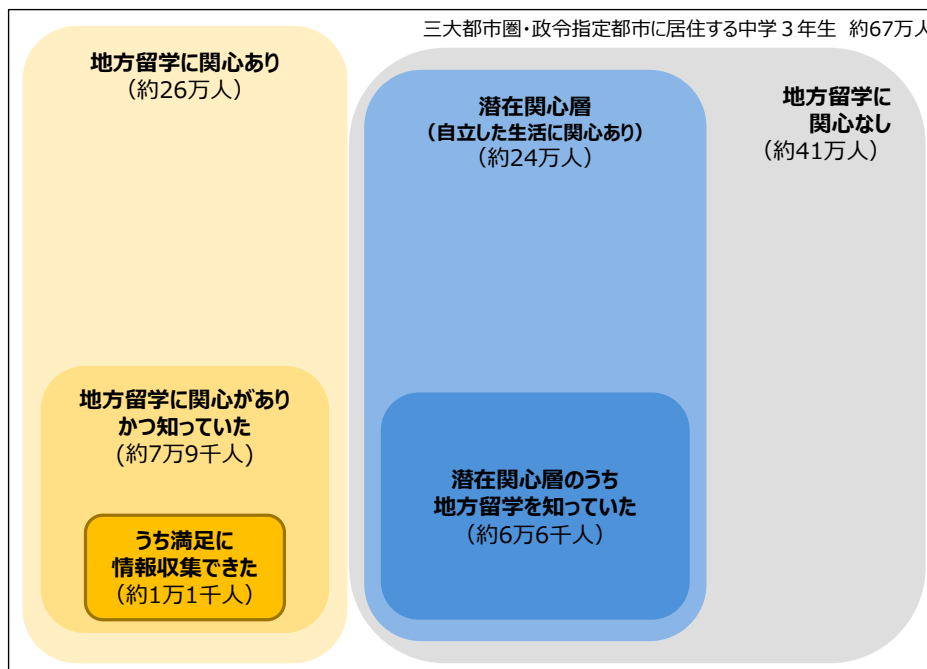 三大都市圏・政令指定都市に居住する中学３年生 約67万人
地方留学に関心あり
（約26万人）
潜在関心層
（自立した生活に関心あり）
（約24万人）
地方留学に
関心なし
（約41万人）
地方留学に関心があり
かつ知っていた
(約7万9千人)
潜在関心層のうち
地方留学を知っていた
（約6万6千人）
うち満足に
情報収集できた
（約1万1千人）